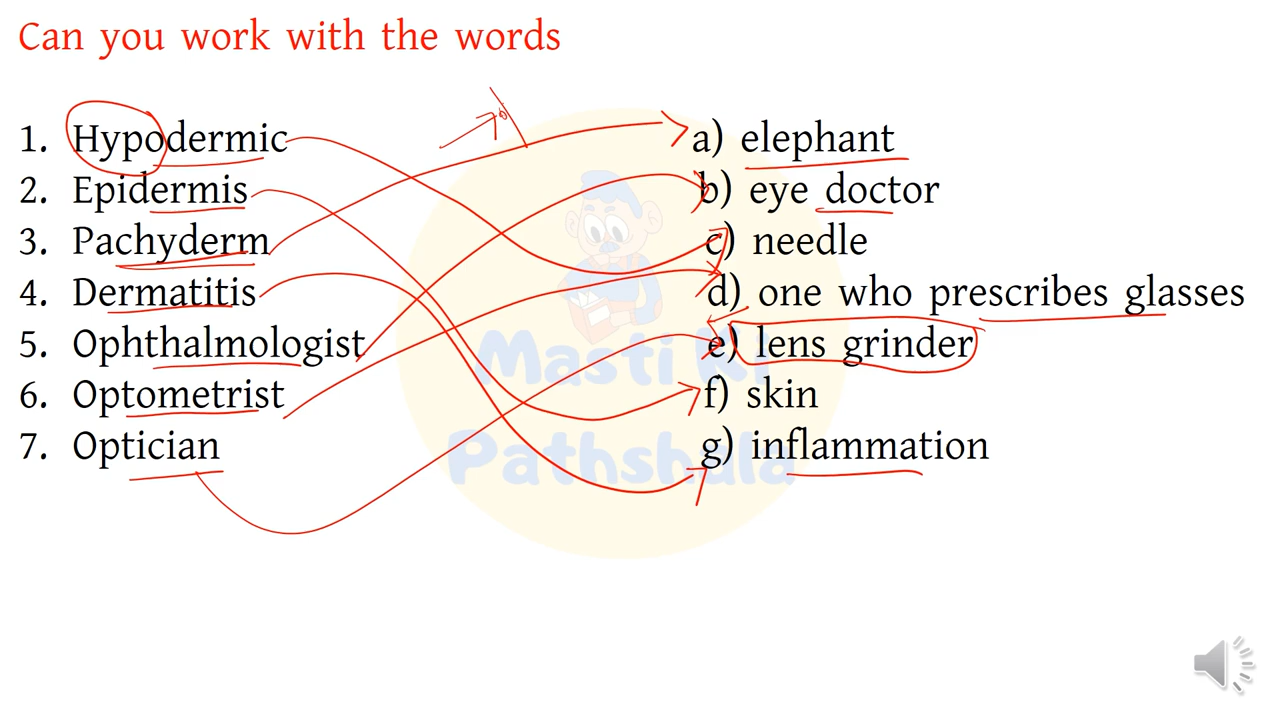 Can you work with the words
1. Hypodermic a) elephant
2. Epidermis b) eye doctor
3. Pachyderm c) needle
4. Dermatitis d) one who prescribes glasses
5. Ophthalmologist e) lens grinder
6. Optometrist f) skin
7. Optician g) inflammation
Masti Ki
Pathshala